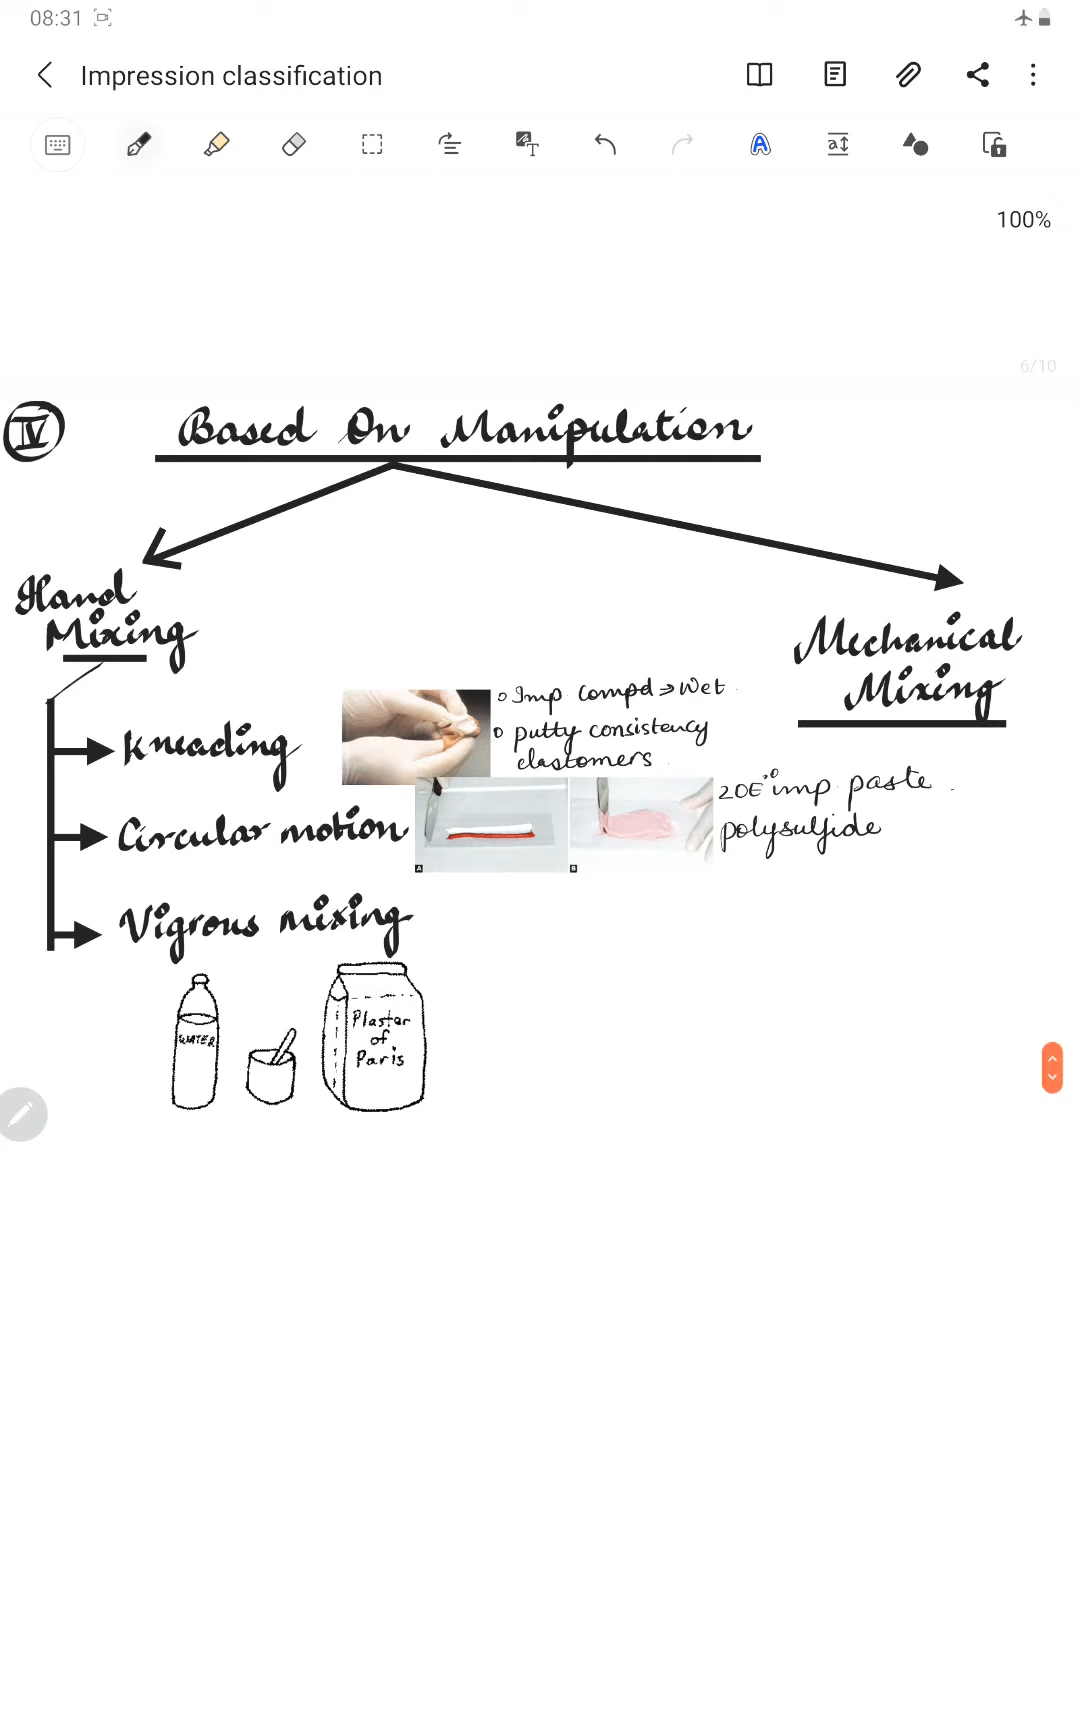 08:31
Impression classification
100%
6/10
IV
Based On Manipulation
Hand
Mixing
Mechanical
Mixing
Kneading
Imp Compd → Wet
putty consistency
elastomers
Circular motion
A
B
ZOE imp paste
polysulfide
Vigrous mixing
WATER
Plaster
of
Paris